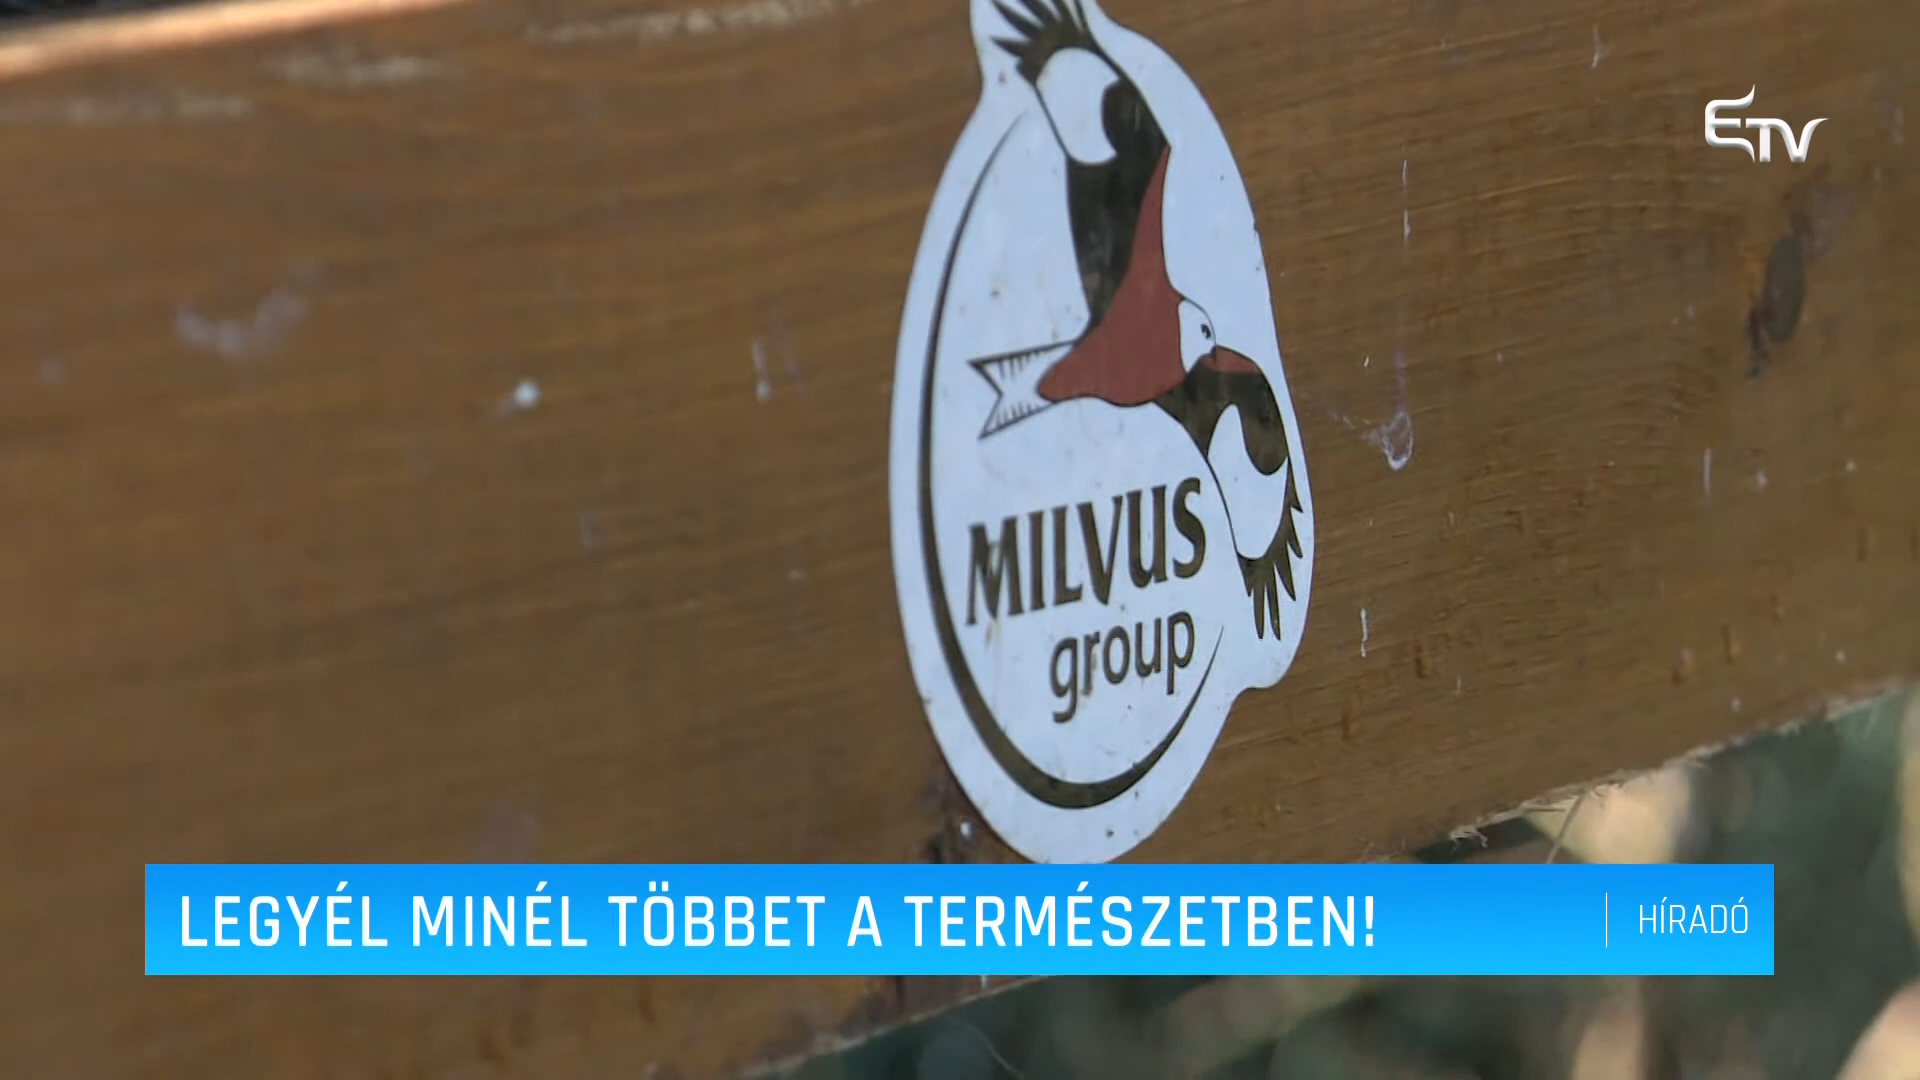 ETV
MILVUS
group
LEGYÉL MINÉL TÖBBET A TERMÉSZETBEN!
HÍRADÓ